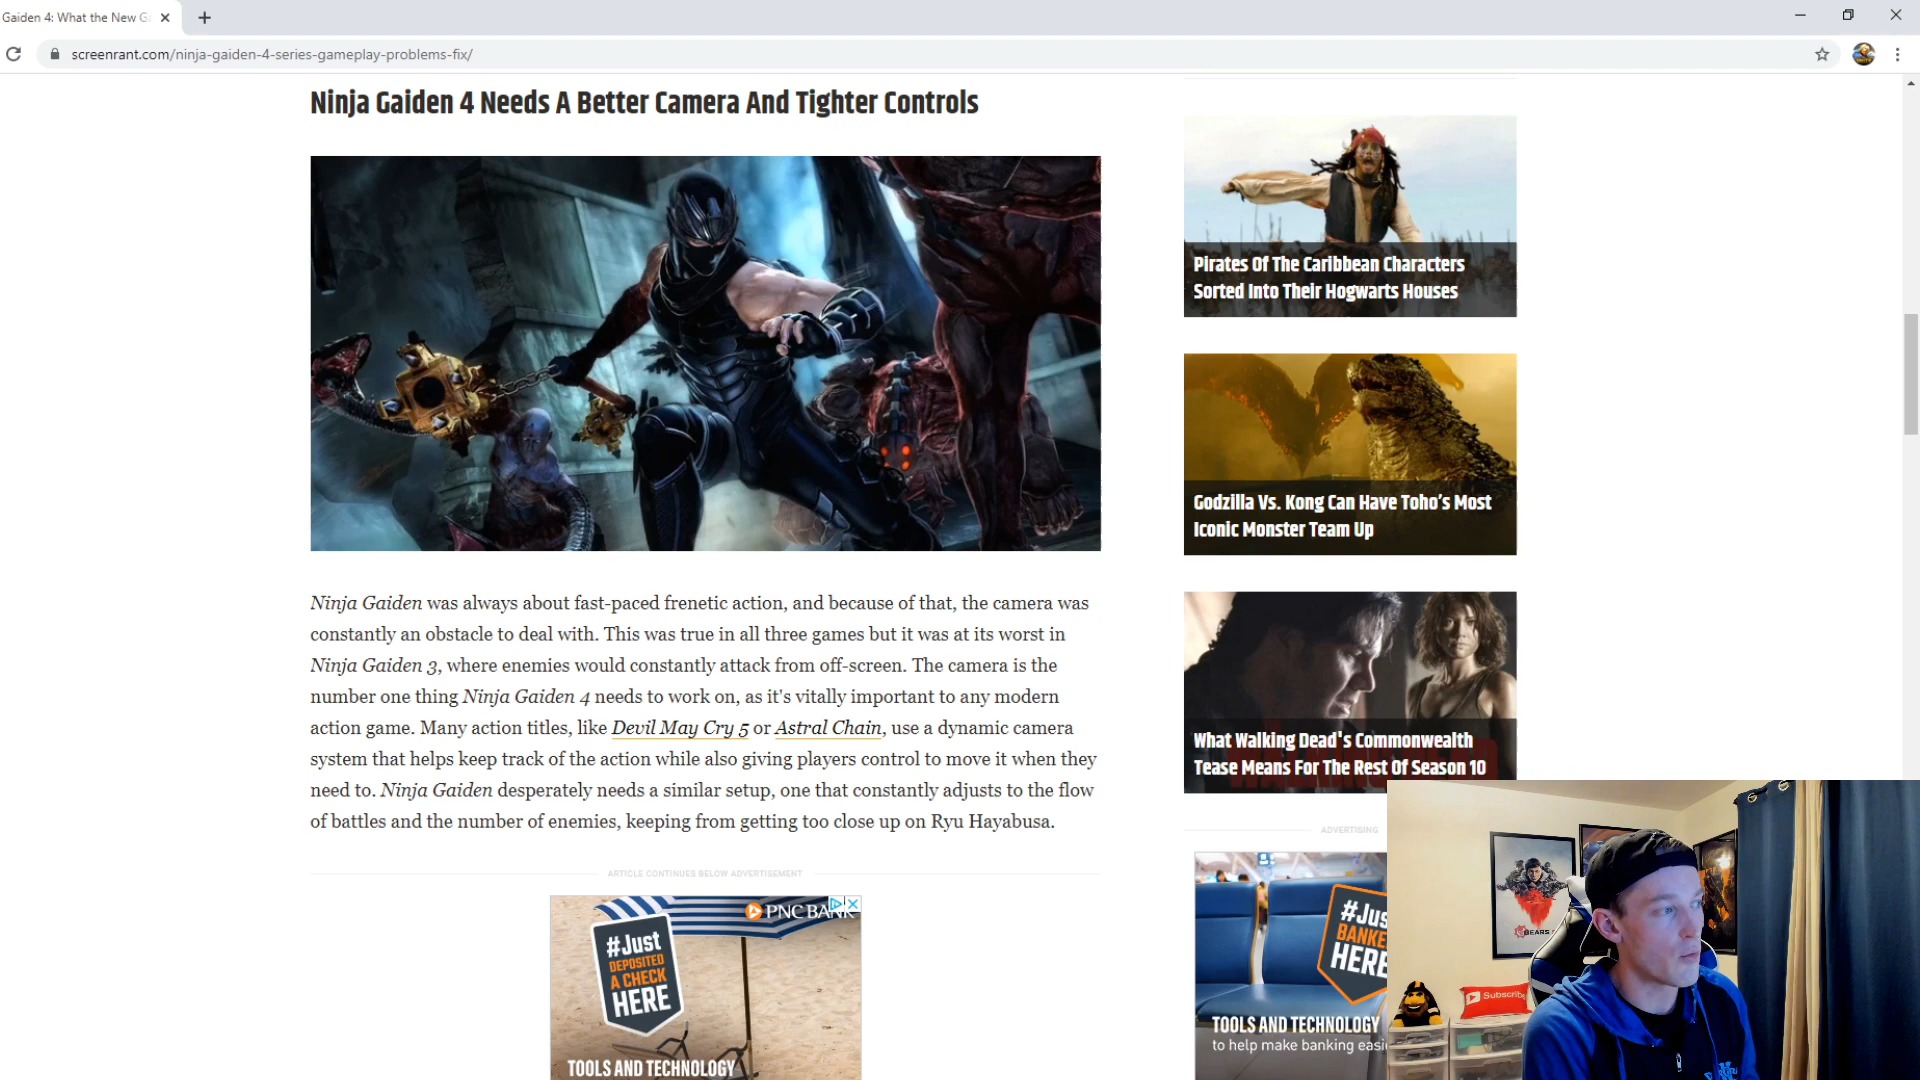 Gaiden 4: What the New G
screenrant.com/ninja-gaiden-4-series-gameplay-problems-fix/
Ninja Gaiden 4 Needs A Better Camera And Tighter Controls
Ninja Gaiden was always about fast-paced frenetic action, and because of that, the camera was
constantly an obstacle to deal with. This was true in all three games but it was at its worst in
Ninja Gaiden 3, where enemies would constantly attack from off-screen. The camera is the
number one thing Ninja Gaiden 4 needs to work on, as it's vitally important to any modern
action game. Many action titles, like Devil May Cry 5 or Astral Chain, use a dynamic camera
system that helps keep track of the action while also giving players control to move it when they
need to. Ninja Gaiden desperately needs a similar setup, one that constantly adjusts to the flow
of battles and the number of enemies, keeping from getting too close up on Ryu Hayabusa.
ARTICLE CONTINUES BELOW ADVERTISEMENT
PNC BANK
#Just
DEPOSITED
A CHECK
HERE
TOOLS AND TECHNOLOGY
Pirates Of The Caribbean Characters
Sorted Into Their Hogwarts Houses
Godzilla Vs. Kong Can Have Toho's Most
Iconic Monster Team Up
What Walking Dead's Commonwealth
Tease Means For The Rest Of Season 10
ADVERTISING
#Jus
BANKE
HERE
TOOLS AND TECHNOLOGY
to help make banking easi
Subscribe